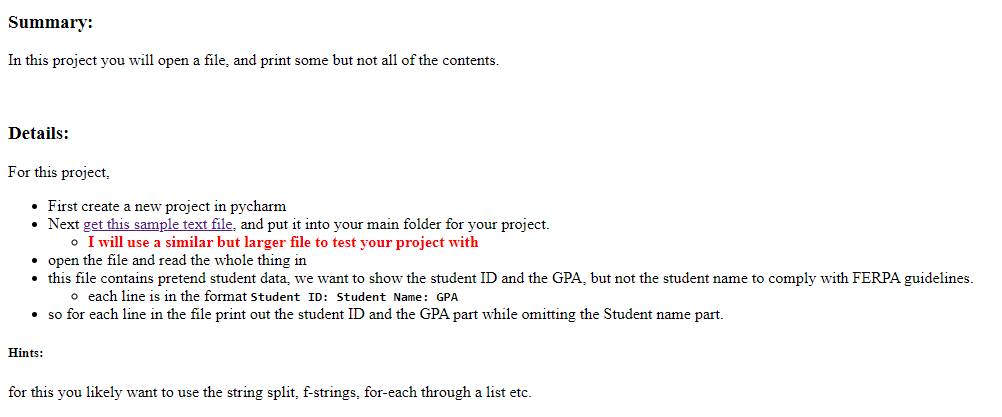 Summary:
In this project you will open a file, and print some but not all of the contents.
Details:
For this project,
• First create a new project in pycharm
• Next get this sample text file, and put it into your main folder for your project.
◦ I will use a similar but larger file to test your project with
• open the file and read the whole thing in
• this file contains pretend student data, we want to show the student ID and the GPA, but not the student name to comply with FERPA guidelines.
◦ each line is in the format Student ID: Student Name: GPA
• so for each line in the file print out the student ID and the GPA part while omitting the Student name part.
Hints:
for this you likely want to use the string split, f-strings, for-each through a list etc.